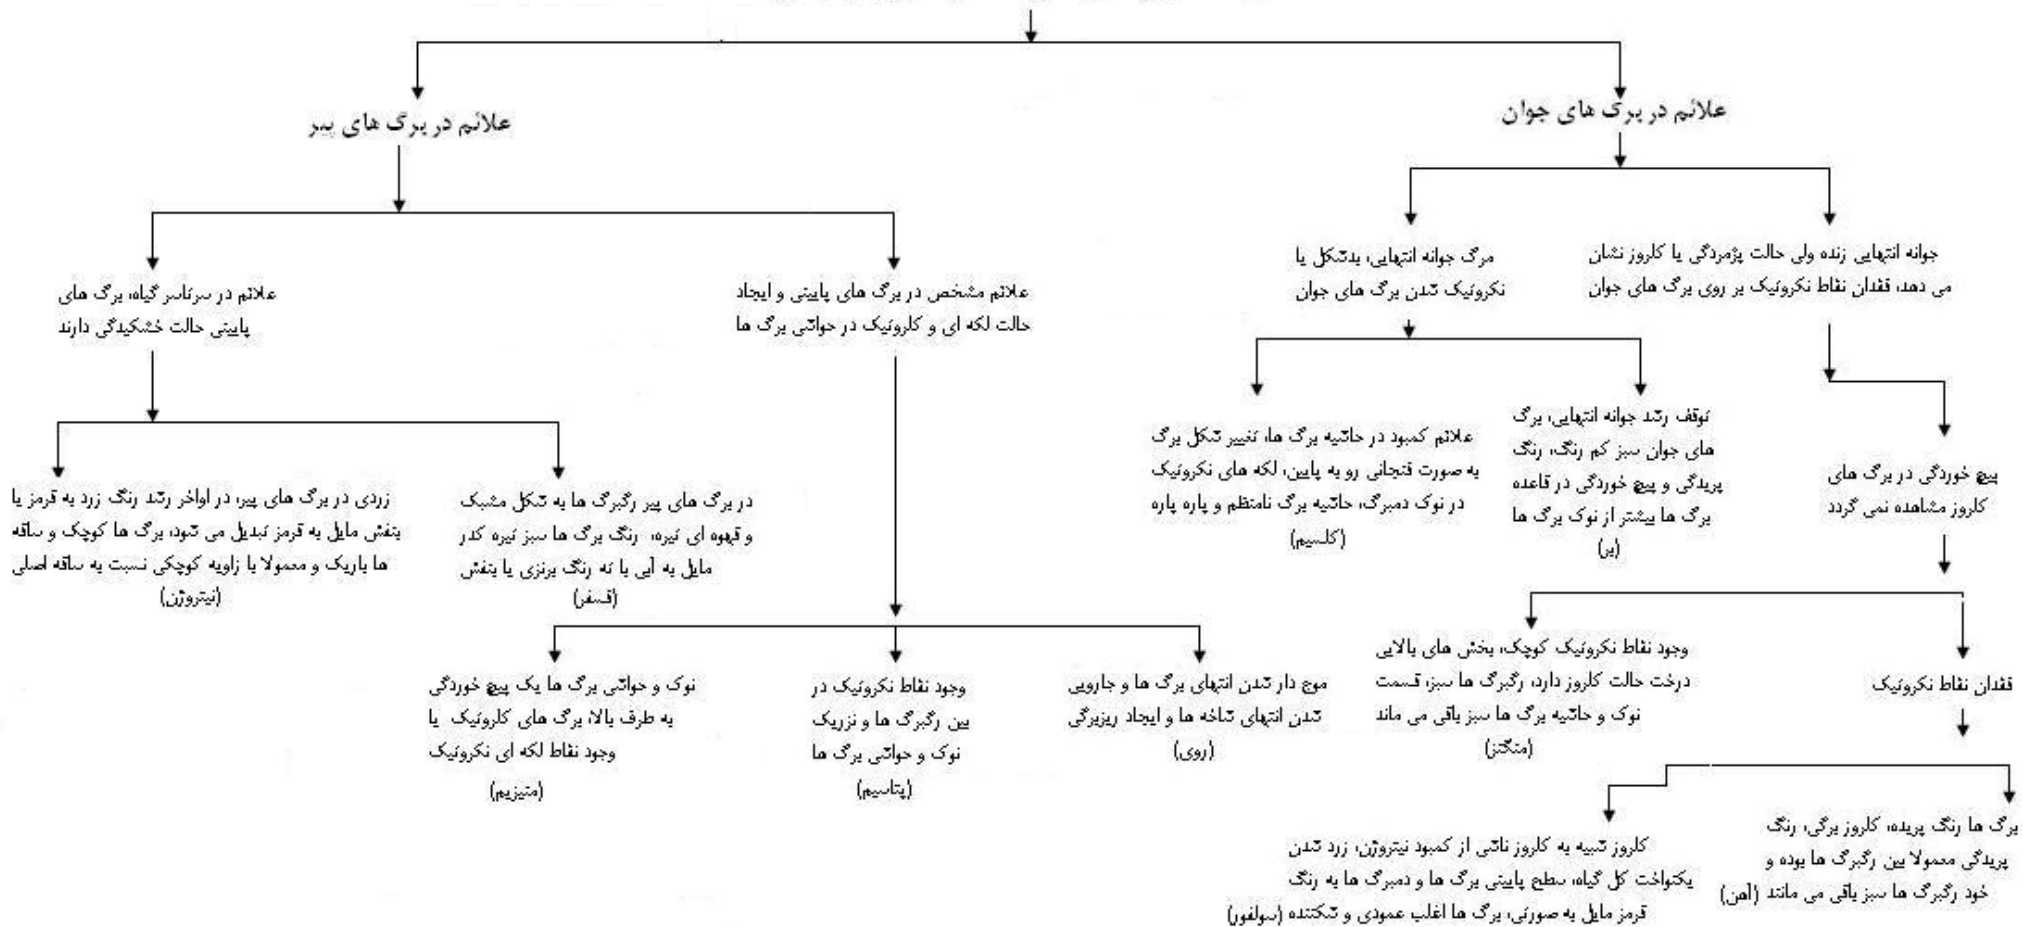 علائم در برگ های جوان
علائم در برگ های پیر
جوانه انتهایی زنده ولی حالت پژمردگی یا کلروز نشان
می دهد، فقدان نقاط نکروتیک بر روی برگ های جوان
مرگ جوانه انتهایی، بدشکل یا
نکروتیک شدن برگ های جوان
علائم مشخص در برگ های پایینی و ایجاد
حالت لکه ای و کلروتیک در حواشی برگ ها
علائم در سرتاسر گیاه، برگ های
پایینی حالت خشکیدگی دارند
پیچ خوردگی در برگ های
کلروز مشاهده نمی گردد
توقف رشد جوانه انتهایی، برگ
های جوان سبز کم رنگ، رنگ
پریدگی و پیچ خوردگی در قاعده
برگ ها بیشتر از نوک برگ ها
(بر)
علائم کمبود در حاشیه برگ ها، تغییر شکل برگ
به صورت فنجانی رو به پایین، لکه های نکروتیک
در نوک دمبرگ، حاشیه برگ نامنظم و پاره پاره
(کلسیم)
در برگ های پیر رگبرگ ها به شکل مشبک
و قهوه ای تیره، رنگ برگ ها سبز تیره کدر
مایل به آبی با ته رنگ برنزی یا بنفش
(فسفر)
زردی در برگ های پیر، در اواخر رشد رنگ زرد به قرمز یا
بنفش مایل به قرمز تبدیل می شود، برگ ها کوچک و ساقه
ها باریک و معمولا با زاویه کوچکی نسبت به ساقه اصلی
(نیتروژن)
فقدان نقاط نکروتیک
وجود نقاط نکروتیک کوچک، بخش های بالایی
درخت حالت کلروز دارد، رگبرگ ها سبز، قسمت
نوک و حاشیه برگ ها سبز باقی می ماند
(منگنز)
موج دار شدن انتهای برگ ها و جارویی
شدن انتهای شاخه ها و ایجاد ریزبرگی
(روی)
وجود نقاط نکروتیک در
بین رگبرگ ها و نزریک
نوک و حواشی برگ ها
(پتاسیم)
نوک و حواشی برگ ها یک پیچ خوردگی
به طرف بالا، برگ های کلروتیک یا
وجود نقاط لکه ای نکروتیک
(منیزیم)
برگ ها رنگ پریده، کلروز برگی، رنگ
پریدگی معمولا بین رگبرگ ها بوده و
خود رگبرگ ها سبز باقی می مانند (آهن)
کلروز شبیه به کلروز ناشی از کمبود نیتروژن، زرد شدن
یکنواخت کل گیاه، سطح پایینی برگ ها و دمبرگ ها به رنگ
قرمز مایل به صورتی، برگ ها اغلب عمودی و شکننده (سولفور)